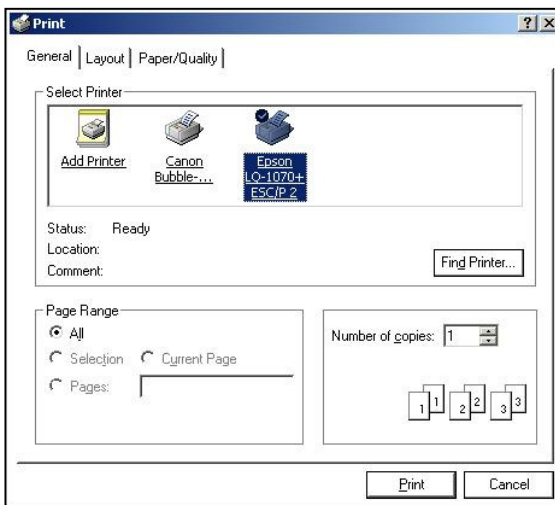 Print
General Layout Paper/Quality
Select Printer
Add Printer
Canon
Bubble-...
Epson
LQ-1070+
ESC/P 2
Status: Ready
Location:
Comment:
Find Printer...
Page Range
All
Selection Current Page
Pages:
Number of copies: 1
1 1 2 2 3 3
Print Cancel